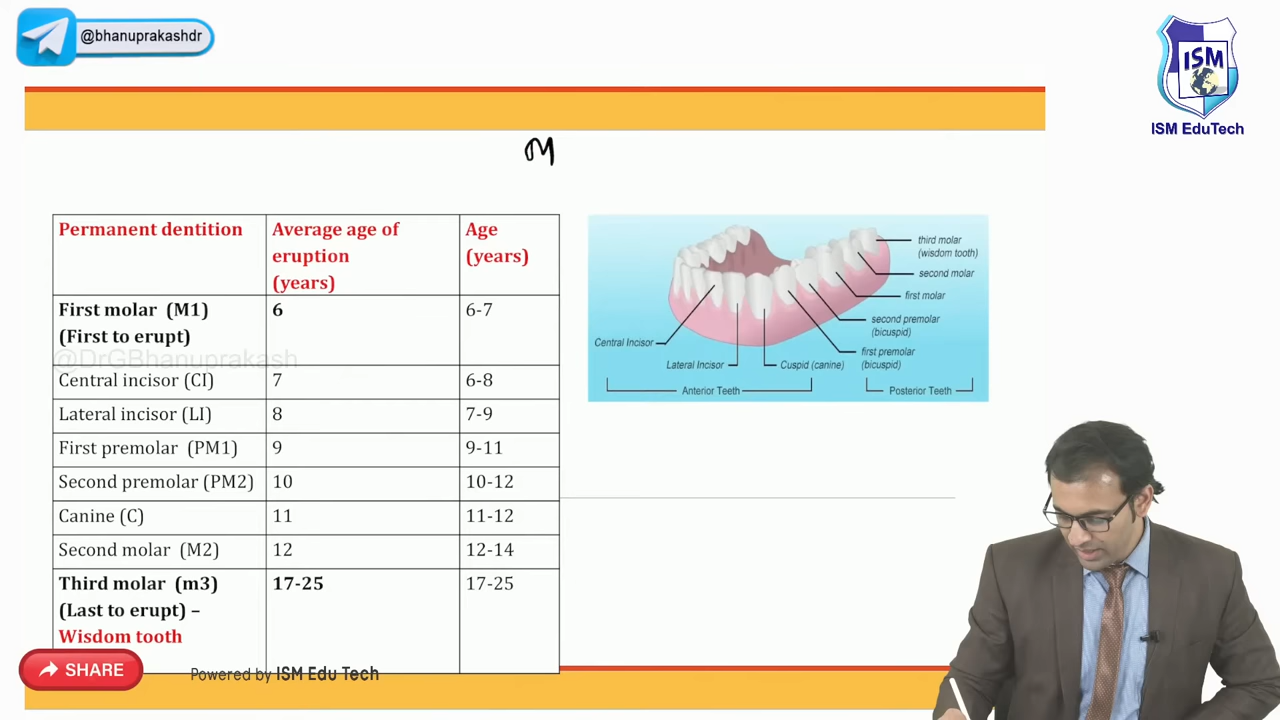 @bhanuprakashdr
ISM
ISM EduTech
M
Permanent dentition
Average age of
eruption
(years)
Age
(years)
First molar (M1)
(First to erupt)
6
6-7
@DrGBhanuprakash
Central incisor (CI)
7
6-8
Lateral incisor (LI)
8
7-9
First premolar (PM1)
9
9-11
Second premolar (PM2)
10
10-12
Canine (C)
11
11-12
Second molar (M2)
12
12-14
Third molar (m3)
(Last to erupt) –
Wisdom tooth
17-25
17-25
third molar
(wisdom tooth)
second molar
first molar
second premolar
(bicuspid)
first premolar
(bicuspid)
Central Incisor
Lateral Incisor
Cuspid (canine)
Anterior Teeth
Posterior Teeth
SHARE
Powered by ISM Edu Tech